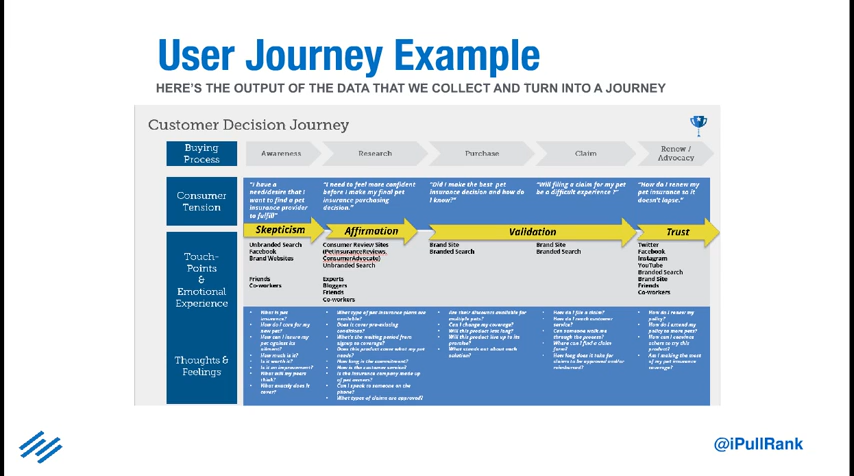 User Journey Example
HERE'S THE OUTPUT OF THE DATA THAT WE COLLECT AND TURN INTO A JOURNEY
Customer Decision Journey
Buying
Process
Awareness
Research
Purchase
Claim
Renew /
Advocacy
Consumer
Tension
"I have a
need/desire that I
want to find a pet
insurance provider
to fulfill"
"I need to feel more confident
before I make my final pet
insurance purchasing
decision."
"Did I make the best pet
insurance decision and how do
I know?"
"Will filing a claim for my pet
be a difficult experience?"
"How do I renew my
pet insurance so it
doesn't lapse."
Skepticism
Affirmation
Validation
Trust
Touch-
Points
&
Emotional
Experience
Unbranded Search
Facebook
Brand Websites
Friends
Co-workers
Consumer Review Sites
(PetInsuranceReviews,
ConsumerAdvocate)
Unbranded Search
Experts
Bloggers
Friends
Co-workers
Brand Site
Branded Search
Brand Site
Branded Search
Twitter
Facebook
Instagram
YouTube
Branded Search
Brand Site
Friends
Co-workers
Thoughts &
Feelings
• What is pet
insurance?
• How do I care for my
new pet?
• How can I insure my
pet against its
ailments?
• How much is it?
• Is it worth it?
• Is an improvement?
• What will my peers
think?
• What exactly does it
cover?
• What type of pet insurance plans are
available?
• Does it cover pre-existing
conditions?
• What's the waiting period from
signup to coverage?
• Does this product cover what my pet
needs?
• How long is the commitment?
• How is the customer service?
• Is the insurance company made up
of pet owners?
• Can I speak to someone on the
phone?
• What types of claims are approved?
• Are their discounts available for
multiple pets?
• Can I change my coverage?
• Will this product last long?
• Will this product live up to its
promise?
• What stands out about each
solution?
• How do I file a claim?
• How do I reach customer
service?
• Can someone walk me
through the process?
• Where can I find a claim
form?
• How long does it take for
claims to be approved and/or
reimbursed?
• How do I renew my
policy?
• How do I extend my
policy to more pets?
• How can I convince
others to try this
product?
• Am I making the most
of my pet insurance
coverage?
@iPullRank